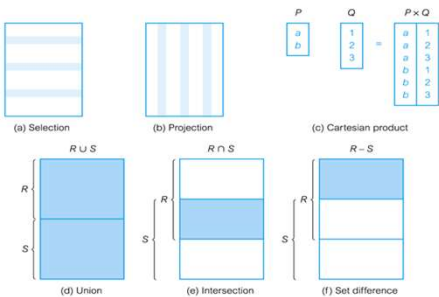 P Q P × Q
a 1 a 1
b 2 = a 2
3 a 3
b 1
b 2
b 3
(a) Selection (b) Projection (c) Cartesian product
R ∪ S R ∩ S R – S
R R R
S S S
(d) Union (e) Intersection (f) Set difference